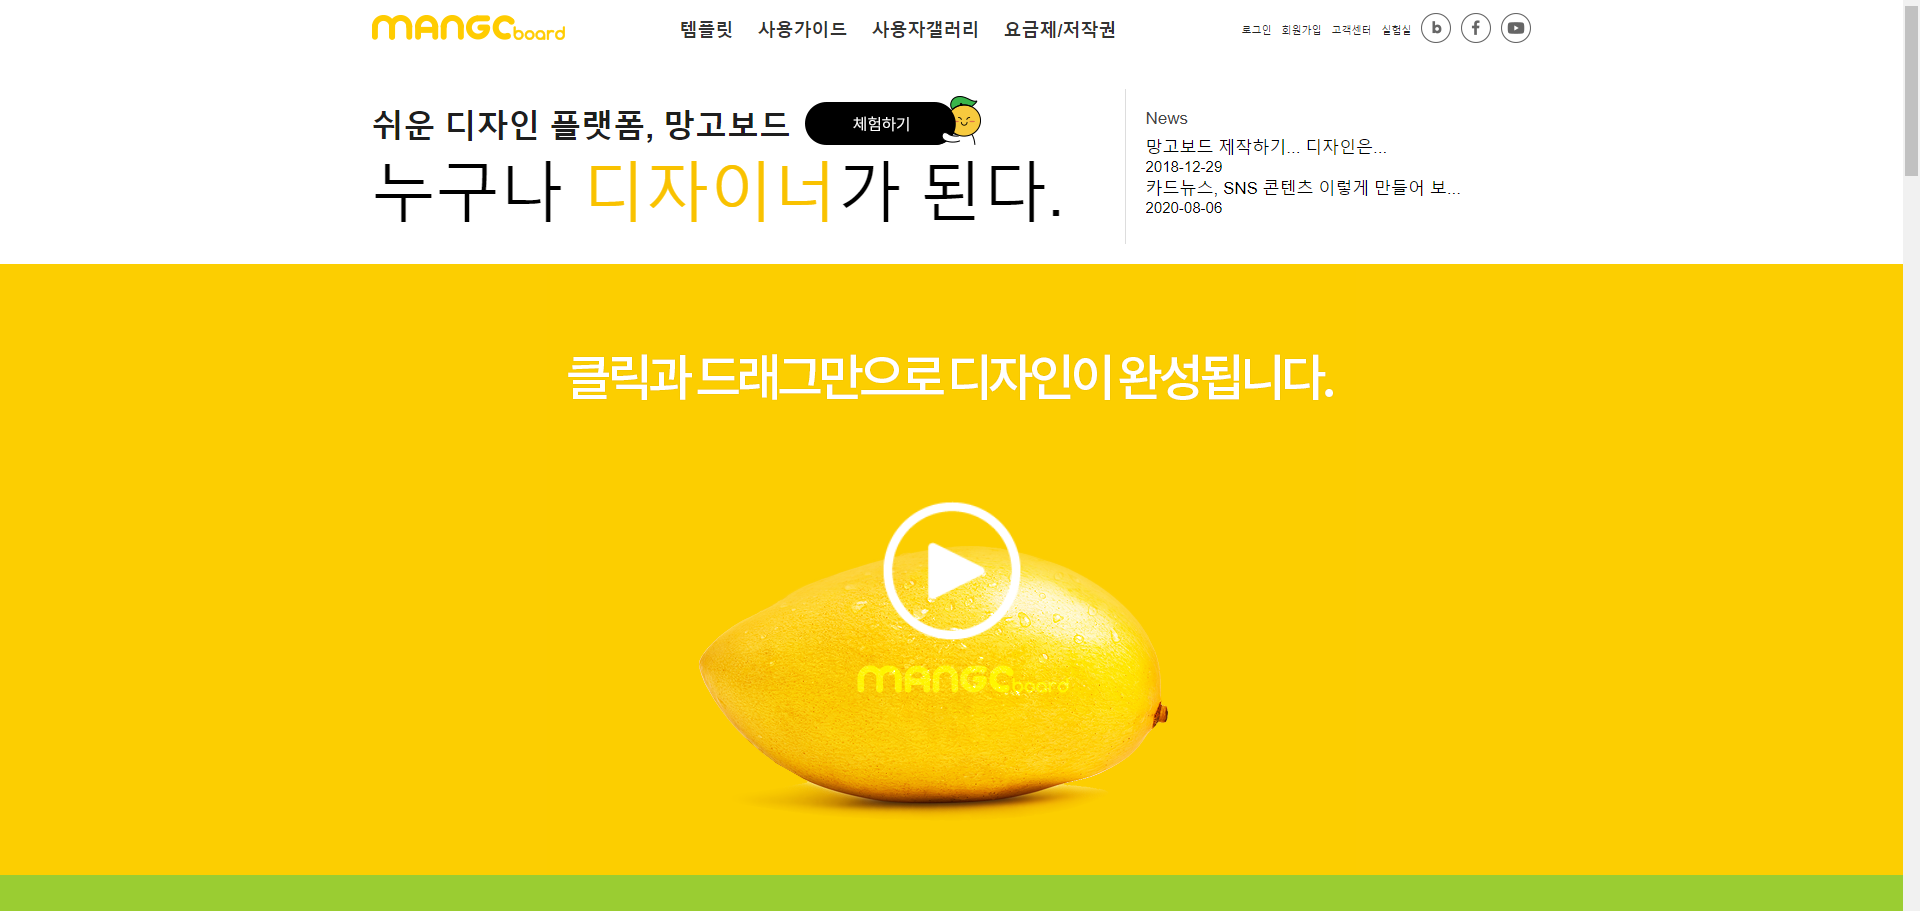 MANGO board
템플릿 사용가이드 사용자갤러리 요금제/저작권
로그인 회원가입 고객센터 실험실 b f
쉬운 디자인 플랫폼, 망고보드 체험하기
누구나 디자이너가 된다.
News
망고보드 제작하기... 디자인은...
2018-12-29
카드뉴스, SNS 콘텐츠 이렇게 만들어 보...
2020-08-06
클릭과 드래그만으로 디자인이 완성됩니다.
MANGO board